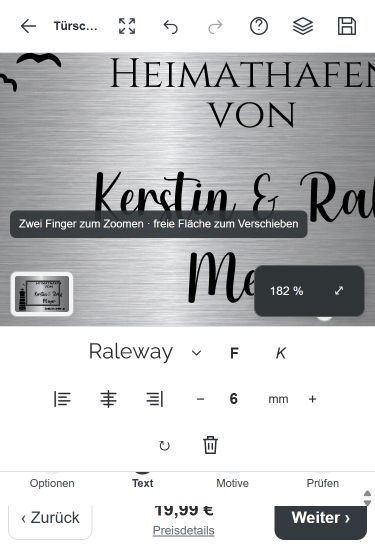 Türsc...
HEIMATHAFEN
VON
Kerstin & Ral
Zwei Finger zum Zoomen · freie Fläche zum Verschieben
Me
182 %
Raleway
F
K
6
mm
Optionen
Text
Motive
Prüfen
‹ Zurück
19,99 €
Preisdetails
Weiter ›